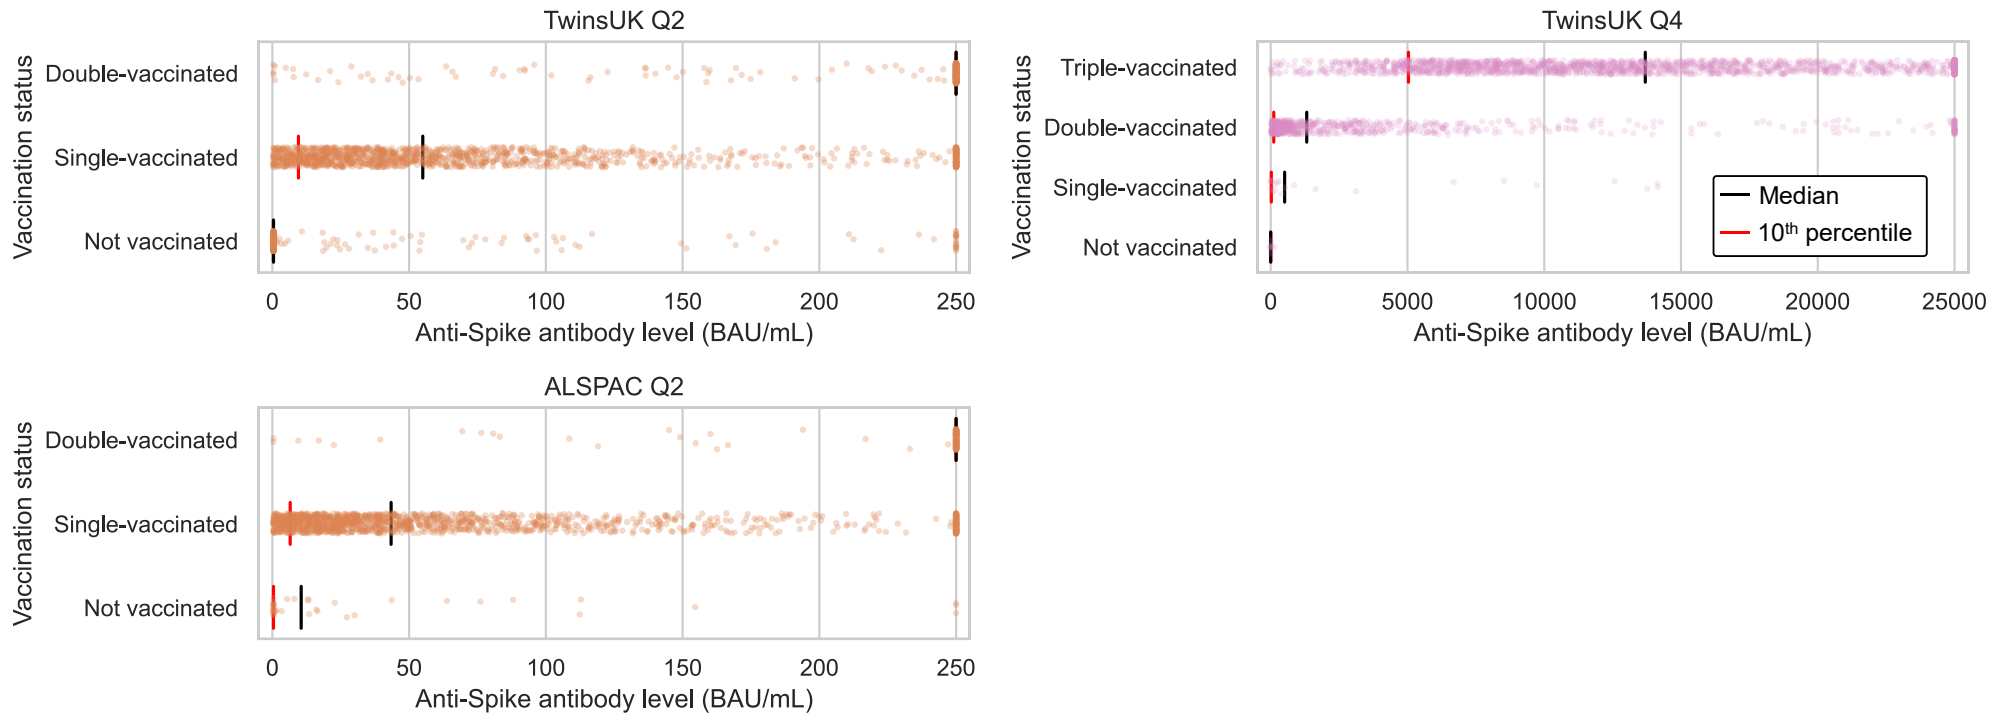 TwinsUK Q2
Vaccination status
Double-vaccinated
Single-vaccinated
Not vaccinated
0 50 100 150 200 250
Anti-Spike antibody level (BAU/mL)
TwinsUK Q4
Vaccination status
Triple-vaccinated
Double-vaccinated
Single-vaccinated
Not vaccinated
Median
10th percentile
0 5000 10000 15000 20000 25000
Anti-Spike antibody level (BAU/mL)
ALSPAC Q2
Vaccination status
Double-vaccinated
Single-vaccinated
Not vaccinated
0 50 100 150 200 250
Anti-Spike antibody level (BAU/mL)